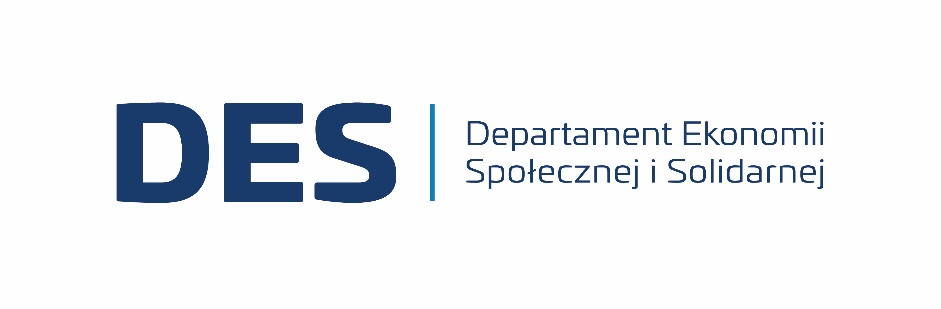 DES
Departament Ekonomii
Społecznej i Solidarnej